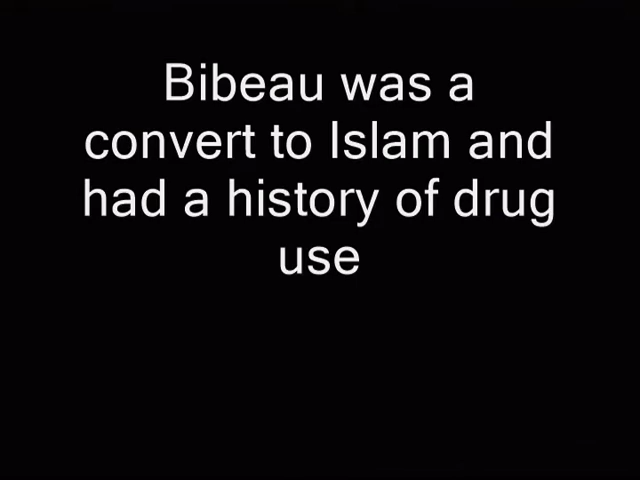 Bibeau was a
convert to Islam and
had a history of drug
use